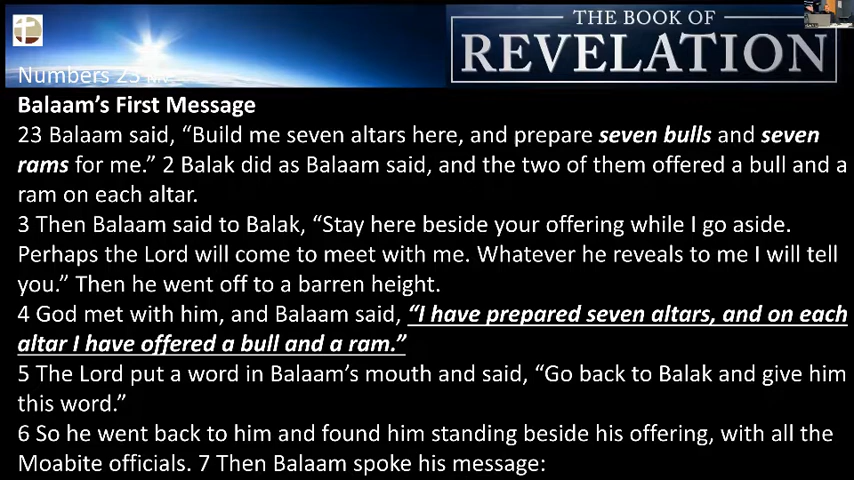 THE BOOK OF
REVELATION
Numbers 23
Balaam’s First Message
23 Balaam said, “Build me seven altars here, and prepare seven bulls and seven
rams for me.” 2 Balak did as Balaam said, and the two of them offered a bull and a
ram on each altar.
3 Then Balaam said to Balak, “Stay here beside your offering while I go aside.
Perhaps the Lord will come to meet with me. Whatever he reveals to me I will tell
you.” Then he went off to a barren height.
4 God met with him, and Balaam said, “I have prepared seven altars, and on each
altar I have offered a bull and a ram.”
5 The Lord put a word in Balaam’s mouth and said, “Go back to Balak and give him
this word.”
6 So he went back to him and found him standing beside his offering, with all the
Moabite officials. 7 Then Balaam spoke his message: